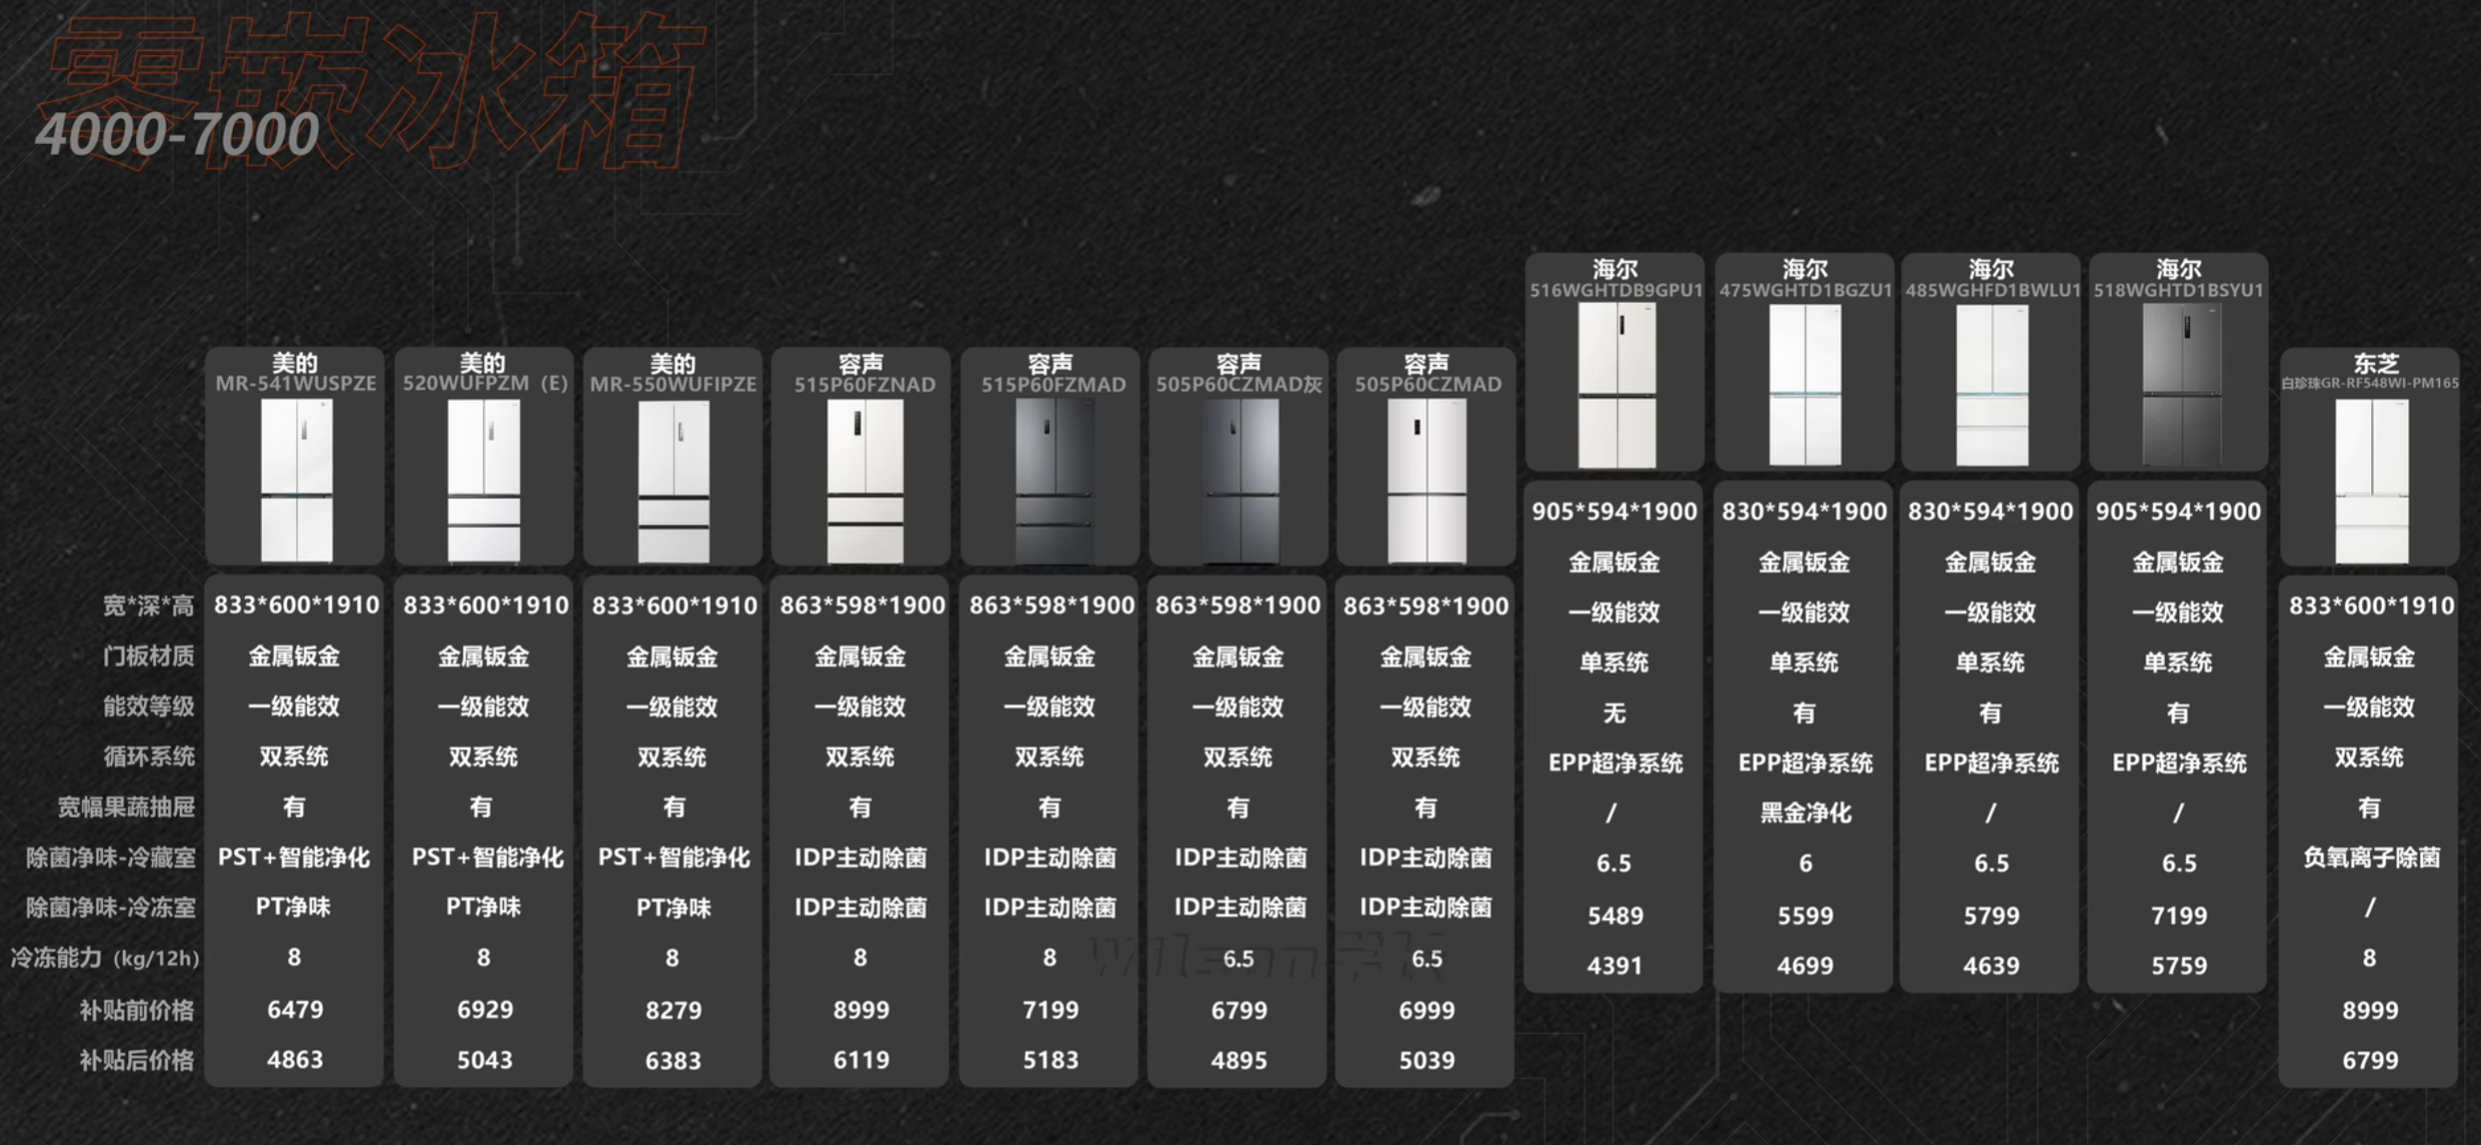 零嵌冰箱
4000-7000
美的
MR-541WUSPZE
美的
520WUFPZM（E）
美的
MR-550WUFIPZE
容声
515P60FZNAD
容声
515P60FZMAD
容声
505P60CZMAD灰
容声
505P60CZMAD
海尔
516WGHTDB9GPU1
海尔
475WGHTD1BGZU1
海尔
485WGHFD1BWLU1
海尔
518WGHTD1BSYU1
东芝
白珍珠GR-RF548WI-PM165
宽*深*高 833*600*1910 833*600*1910 833*600*1910 863*598*1900 863*598*1900 863*598*1900 863*598*1900 905*594*1900 830*594*1900 830*594*1900 905*594*1900 833*600*1910
门板材质 金属钣金 金属钣金 金属钣金 金属钣金 金属钣金 金属钣金 金属钣金 金属钣金 金属钣金 金属钣金 金属钣金 金属钣金
能效等级 一级能效 一级能效 一级能效 一级能效 一级能效 一级能效 一级能效 一级能效 一级能效 一级能效 一级能效 一级能效
循环系统 双系统 双系统 双系统 双系统 双系统 双系统 双系统 单系统 单系统 单系统 单系统 双系统
宽幅果蔬抽屉 有 有 有 有 有 有 有 无 有 有 有 有
除菌净味-冷藏室 PST+智能净化 PST+智能净化 PST+智能净化 IDP主动除菌 IDP主动除菌 IDP主动除菌 IDP主动除菌 EPP超净系统 EPP超净系统 EPP超净系统 EPP超净系统 负氧离子除菌
除菌净味-冷冻室 PT净味 PT净味 PT净味 IDP主动除菌 IDP主动除菌 IDP主动除菌 IDP主动除菌 / 黑金净化 / / /
冷冻能力（kg/12h） 8 8 8 8 8 6.5 6.5 6.5 6 6.5 6.5 8
补贴前价格 6479 6929 8279 8999 7199 6799 6999 5489 5599 5799 7199 8999
补贴后价格 4863 5043 6383 6119 5183 4895 5039 4391 4699 4639 5759 6799
Wilson学长